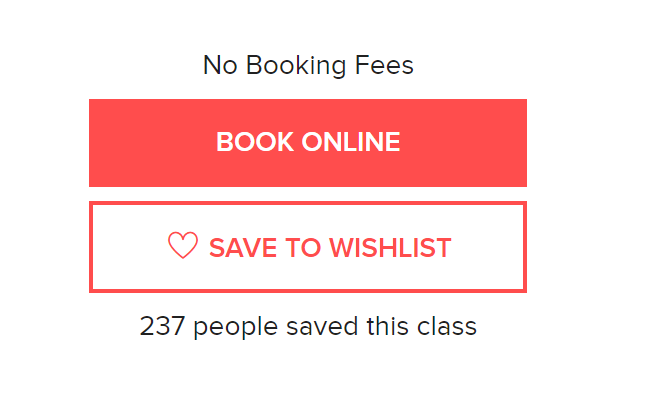 No Booking Fees
BOOK ONLINE
SAVE TO WISHLIST
237 people saved this class